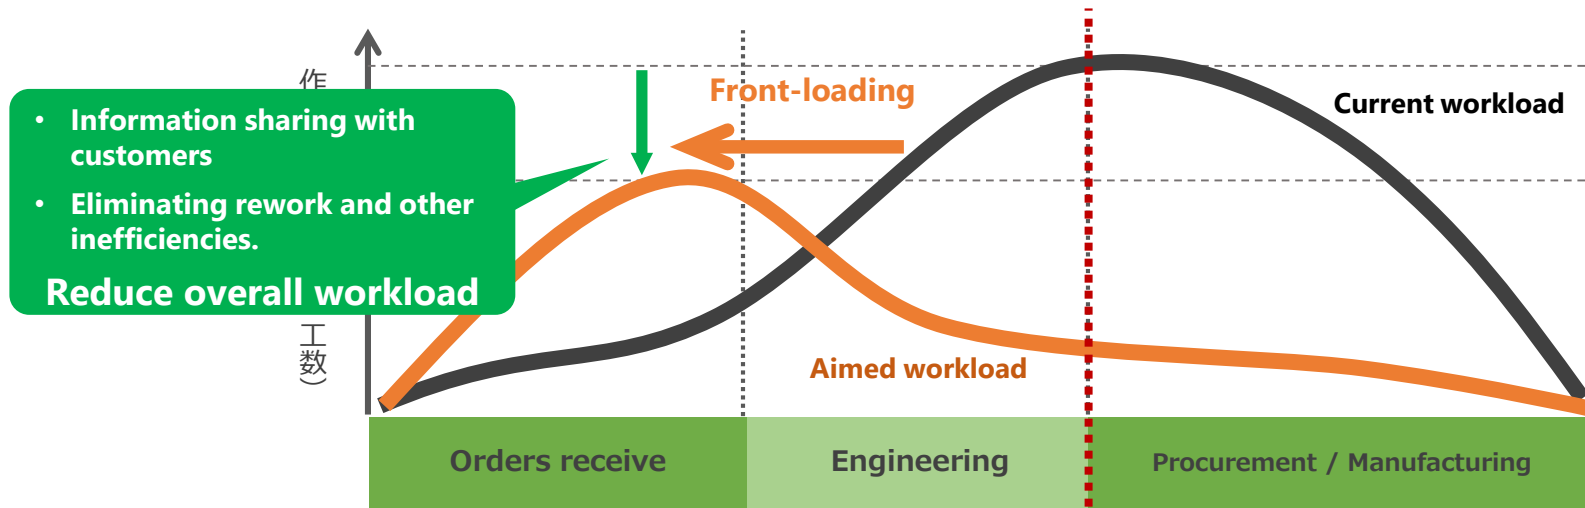 作
工
数）
• Information sharing with
customers
• Eliminating rework and other
inefficiencies.
Reduce overall workload
Front-loading
Current workload
Aimed workload
Orders receive
Engineering
Procurement / Manufacturing